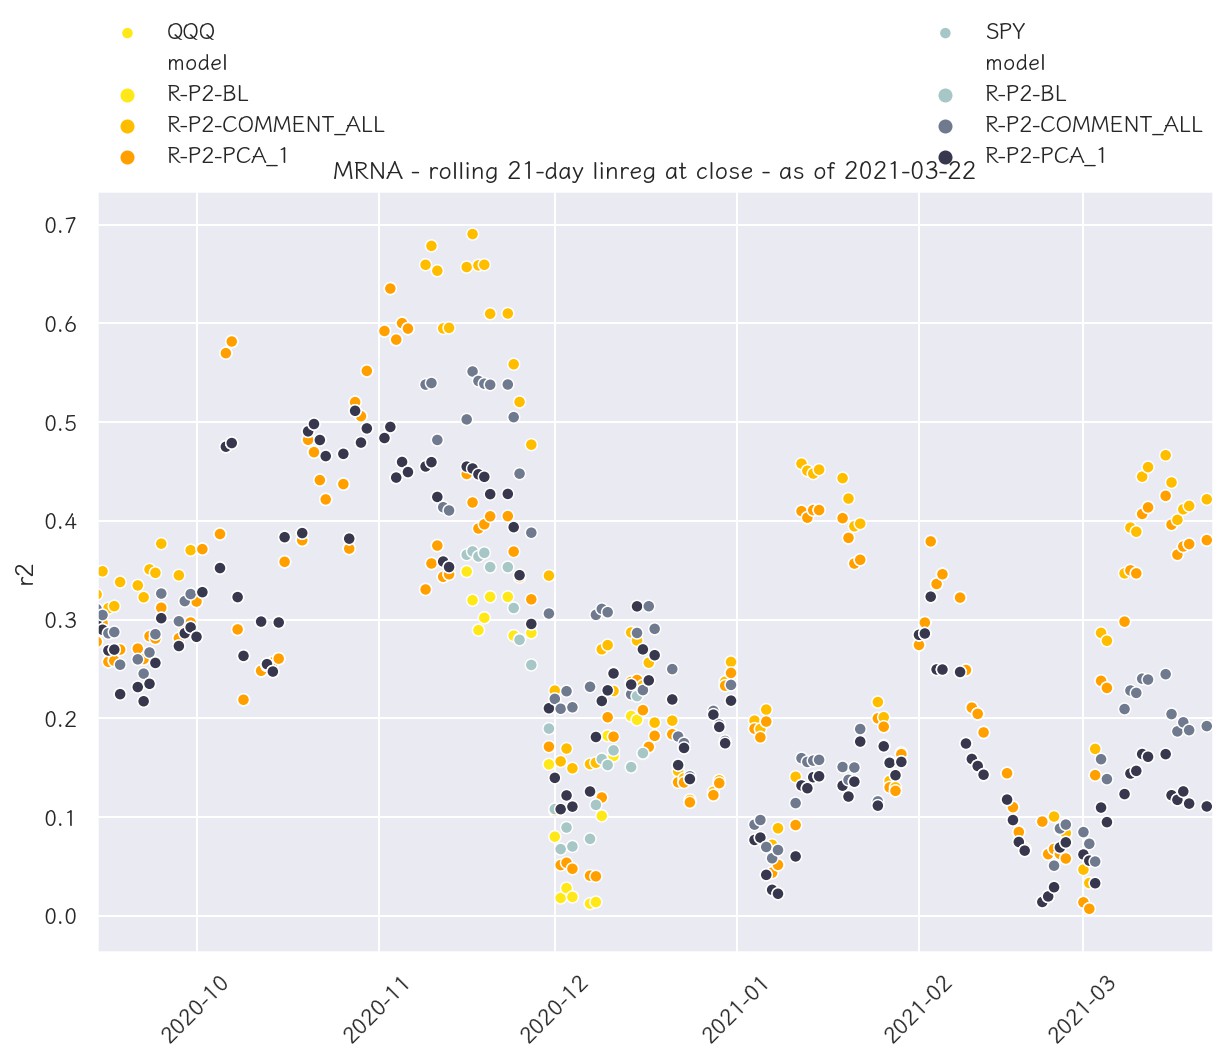 QQQ
model
R-P2-BL
R-P2-COMMENT_ALL
R-P2-PCA_1
SPY
model
R-P2-BL
R-P2-COMMENT_ALL
R-P2-PCA_1
MRNA - rolling 21-day linreg at close - as of 2021-03-22
r2
0.7
0.6
0.5
0.4
0.3
0.2
0.1
0.0
2020-10
2020-11
2020-12
2021-01
2021-02
2021-03